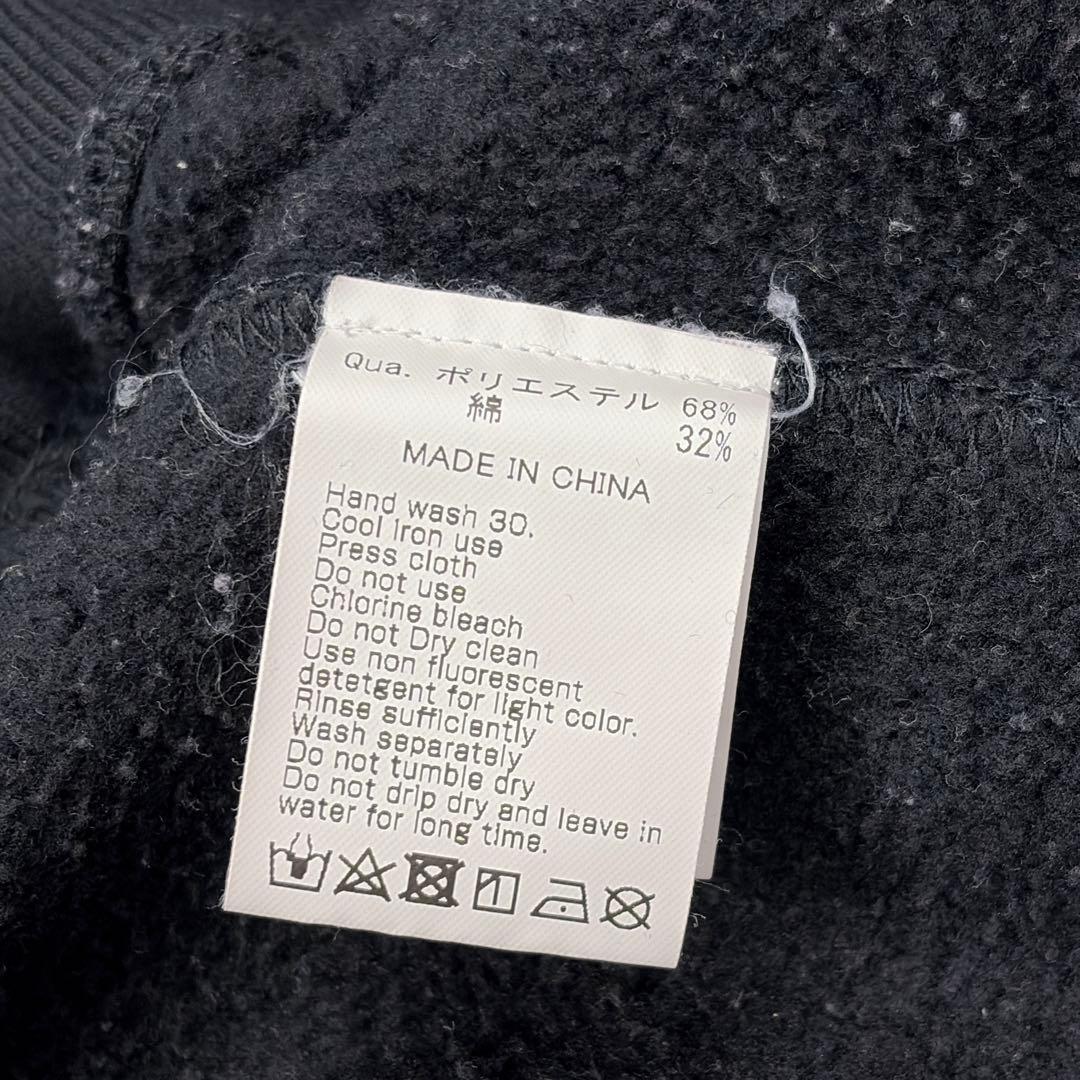 Qua. ポリエステル 68%
綿 32%
MADE IN CHINA
Hand wash 30.
Cool Iron use
Press cloth
Do not use
Chlorine bleach
Do not Dry clean
Use non fluorescent
detetgent for light color.
Rinse sufficiently
Wash separately
Do not tumble dry
Do not drip dry and leave in
water for long time.